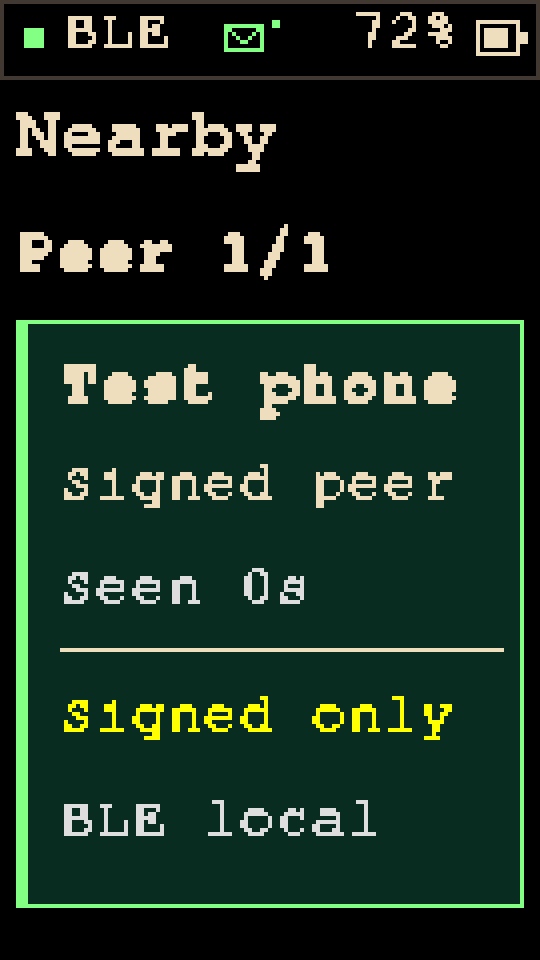 BLE 72%
Nearby
Peer 1/1
Test phone
Signed peer
Seen 0s
Signed only
BLE local